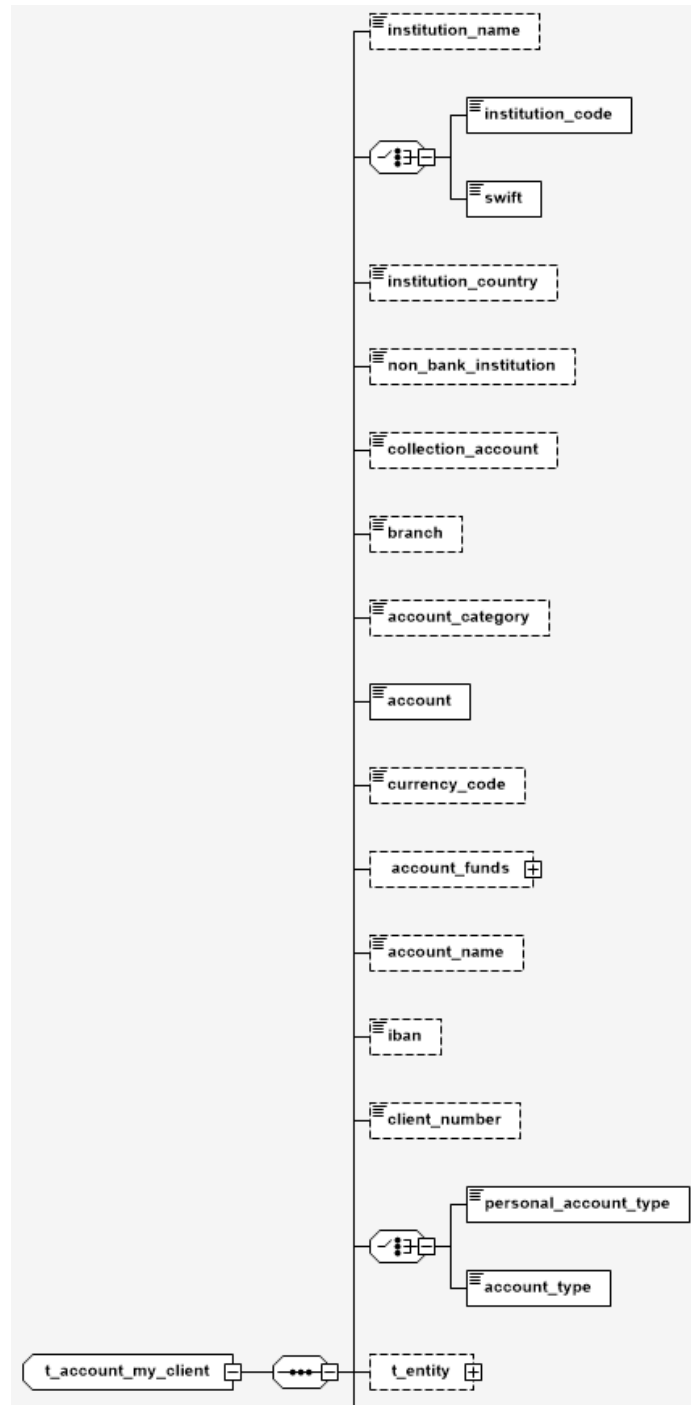 institution_name
institution_code
swift
institution_country
non_bank_institution
collection_account
branch
account_category
account
currency_code
account_funds
account_name
iban
client_number
personal_account_type
account_type
t_account_my_client
t_entity